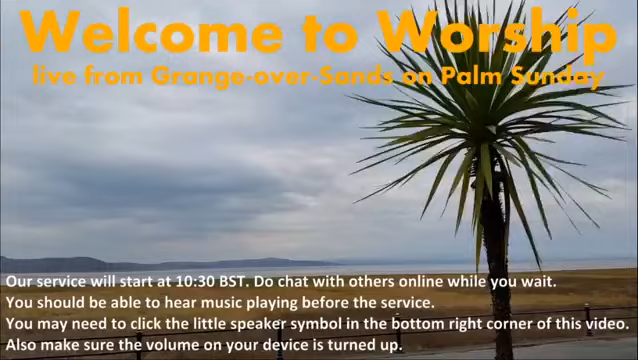 Welcome to Worship
live from Grange-over-Sands on Palm Sunday
Our service will start at 10:30 BST. Do chat with others online while you wait.
You should be able to hear music playing before the service.
You may need to click the little speaker symbol in the bottom right corner of this video.
Also make sure the volume on your device is turned up.